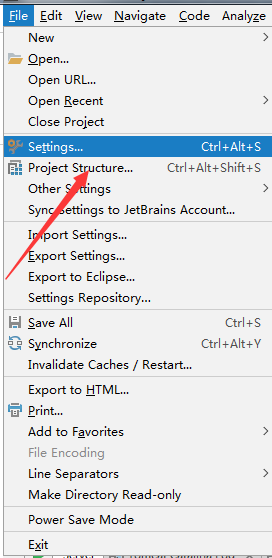 File Edit View Navigate Code Analyze
New
Open...
Open URL...
Open Recent
Close Project
Settings... Ctrl+Alt+S
Project Structure... Ctrl+Alt+Shift+S
Other Settings
Sync Settings to JetBrains Account...
Import Settings...
Export Settings...
Export to Eclipse...
Settings Repository...
Save All Ctrl+S
Synchronize Ctrl+Alt+Y
Invalidate Caches / Restart...
Export to HTML...
Print...
Add to Favorites
File Encoding
Line Separators
Make Directory Read-only
Power Save Mode
Exit